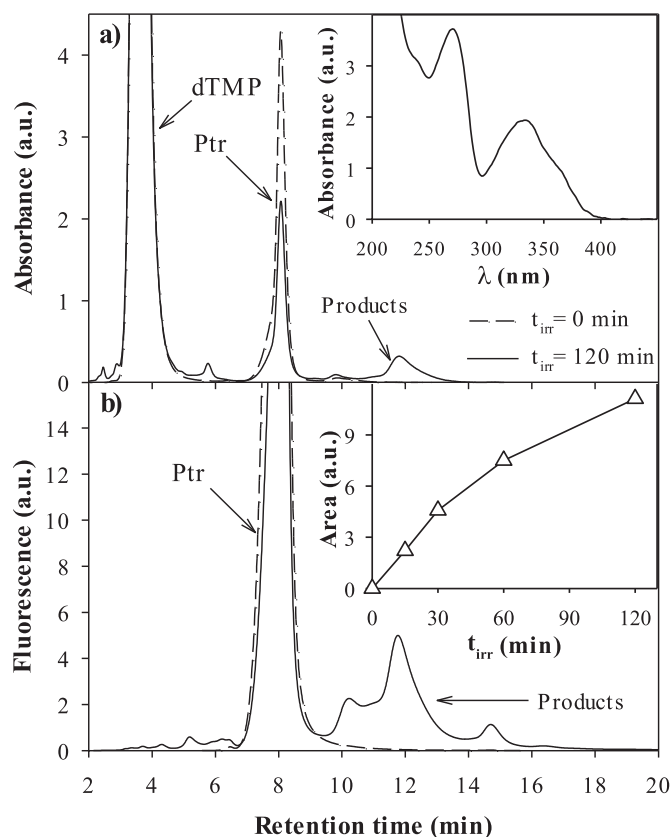 a)
dTMP
Ptr
Products
Absorbance (a.u.)
4
3
2
1
0
Absorbance (a.u.)
3
2
1
0
200 250 300 350 400
λ (nm)
t_irr= 0 min
t_irr= 120 min
b)
Ptr
Products
Fluorescence (a.u.)
14
12
10
8
6
4
2
0
Area (a.u.)
9
6
3
0
0 30 60 90 120
t_irr (min)
2 4 6 8 10 12 14 16 18 20
Retention time (min)